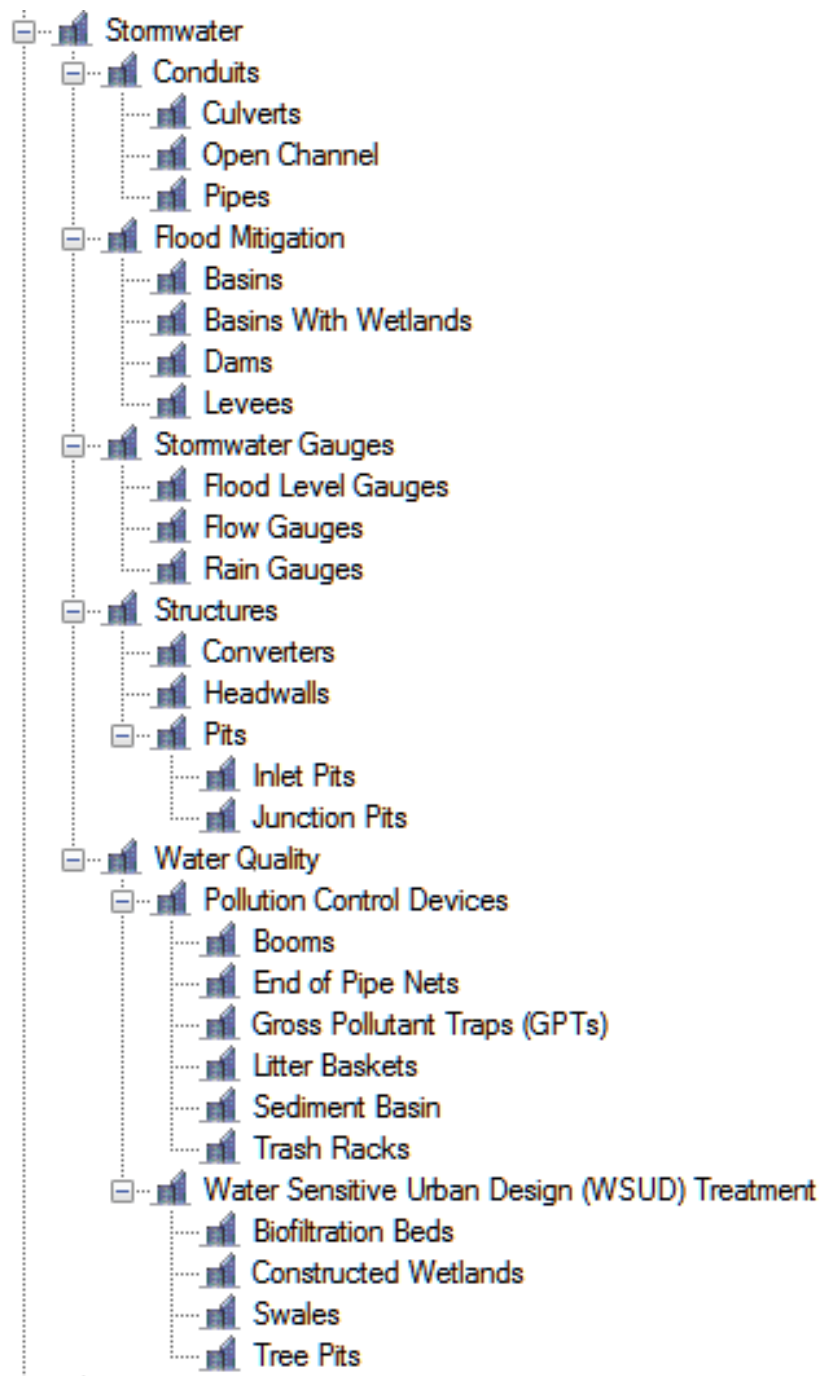 Stormwater
Conduits
Culverts
Open Channel
Pipes
Flood Mitigation
Basins
Basins With Wetlands
Dams
Levees
Stormwater Gauges
Flood Level Gauges
Flow Gauges
Rain Gauges
Structures
Converters
Headwalls
Pits
Inlet Pits
Junction Pits
Water Quality
Pollution Control Devices
Booms
End of Pipe Nets
Gross Pollutant Traps (GPTs)
Litter Baskets
Sediment Basin
Trash Racks
Water Sensitive Urban Design (WSUD) Treatment
Biofiltration Beds
Constructed Wetlands
Swales
Tree Pits